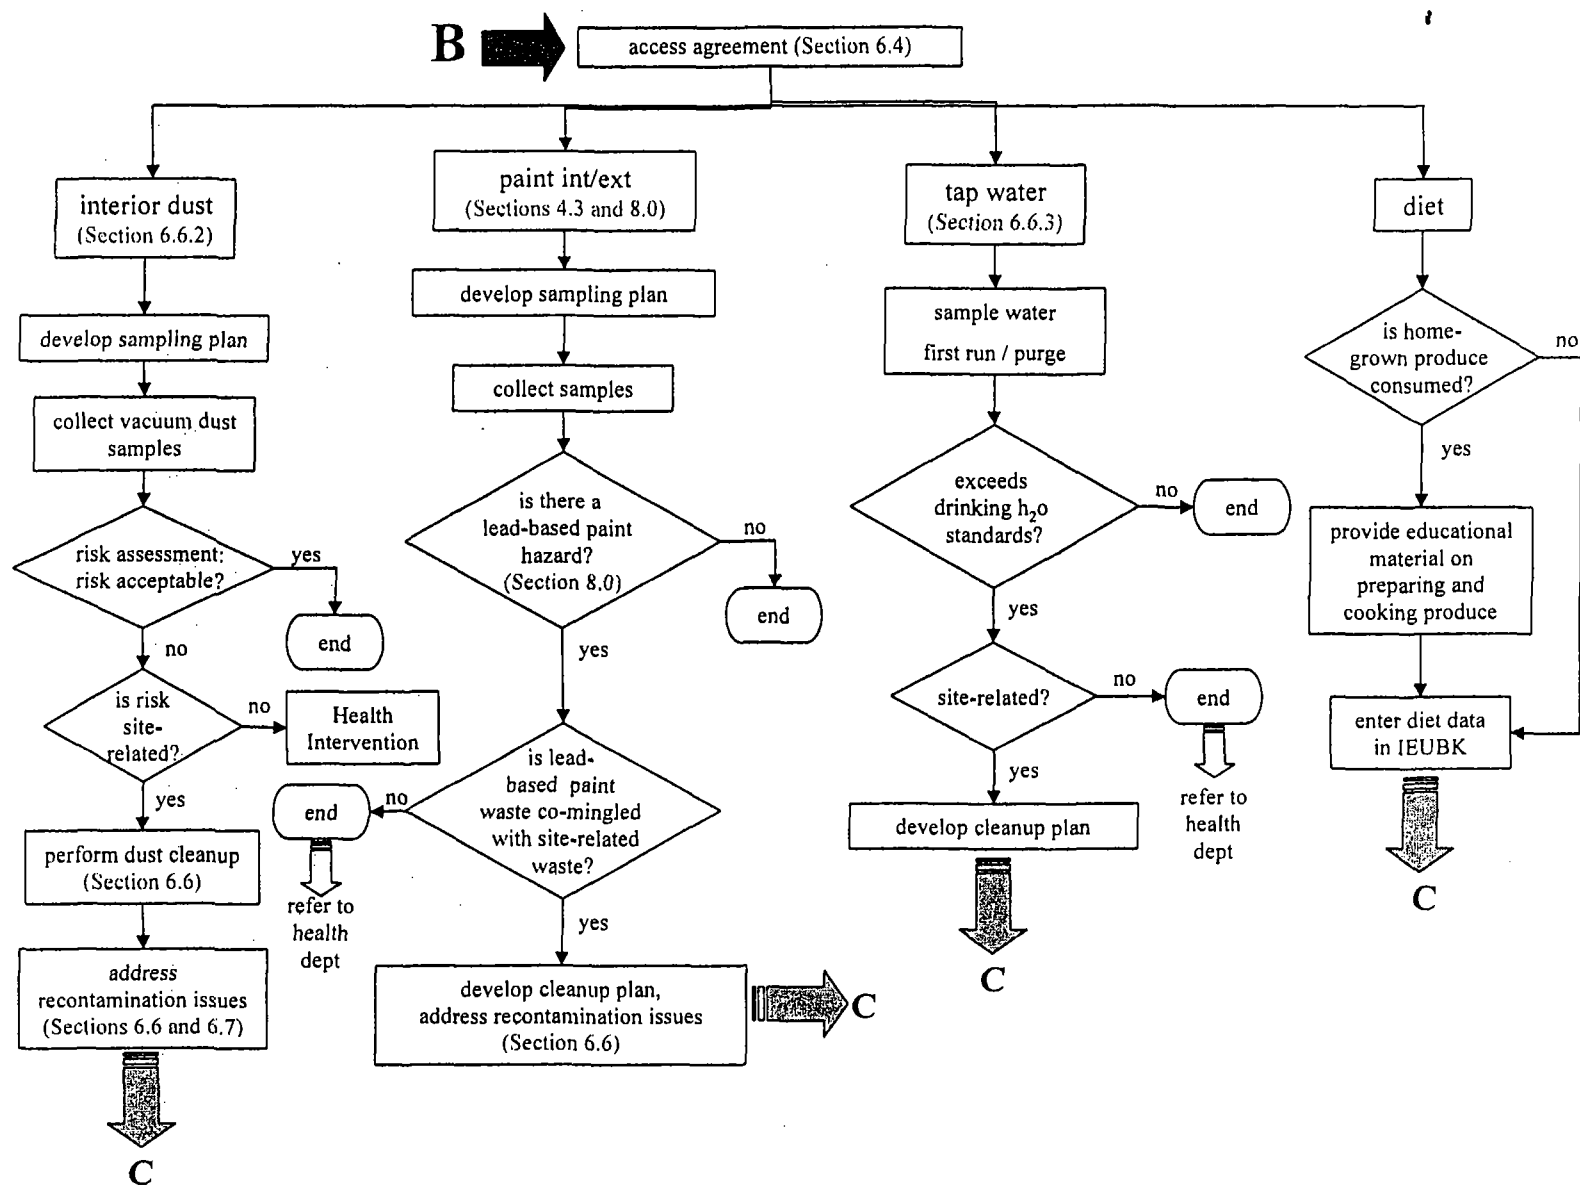 B
access agreement (Section 6.4)
interior dust
(Section 6.6.2)
develop sampling plan
collect vacuum dust
samples
risk assessment:
risk acceptable?
yes
end
no
is risk
site-
related?
no
Health
Intervention
yes
perform dust cleanup
(Section 6.6)
address
recontamination issues
(Sections 6.6 and 6.7)
C
paint int/ext
(Sections 4.3 and 8.0)
develop sampling plan
collect samples
is there a
lead-based paint
hazard?
(Section 8.0)
no
end
yes
is lead-
based paint
waste co-mingled
with site-related
waste?
no
end
refer to
health
dept
yes
develop cleanup plan,
address recontamination issues
(Section 6.6)
C
tap water
(Section 6.6.3)
sample water
first run / purge
exceeds
drinking h₂o
standards?
no
end
yes
site-related?
no
end
refer to
health
dept
yes
develop cleanup plan
C
diet
is home-
grown produce
consumed?
no
yes
provide educational
material on
preparing and
cooking produce
enter diet data
in IEUBK
C